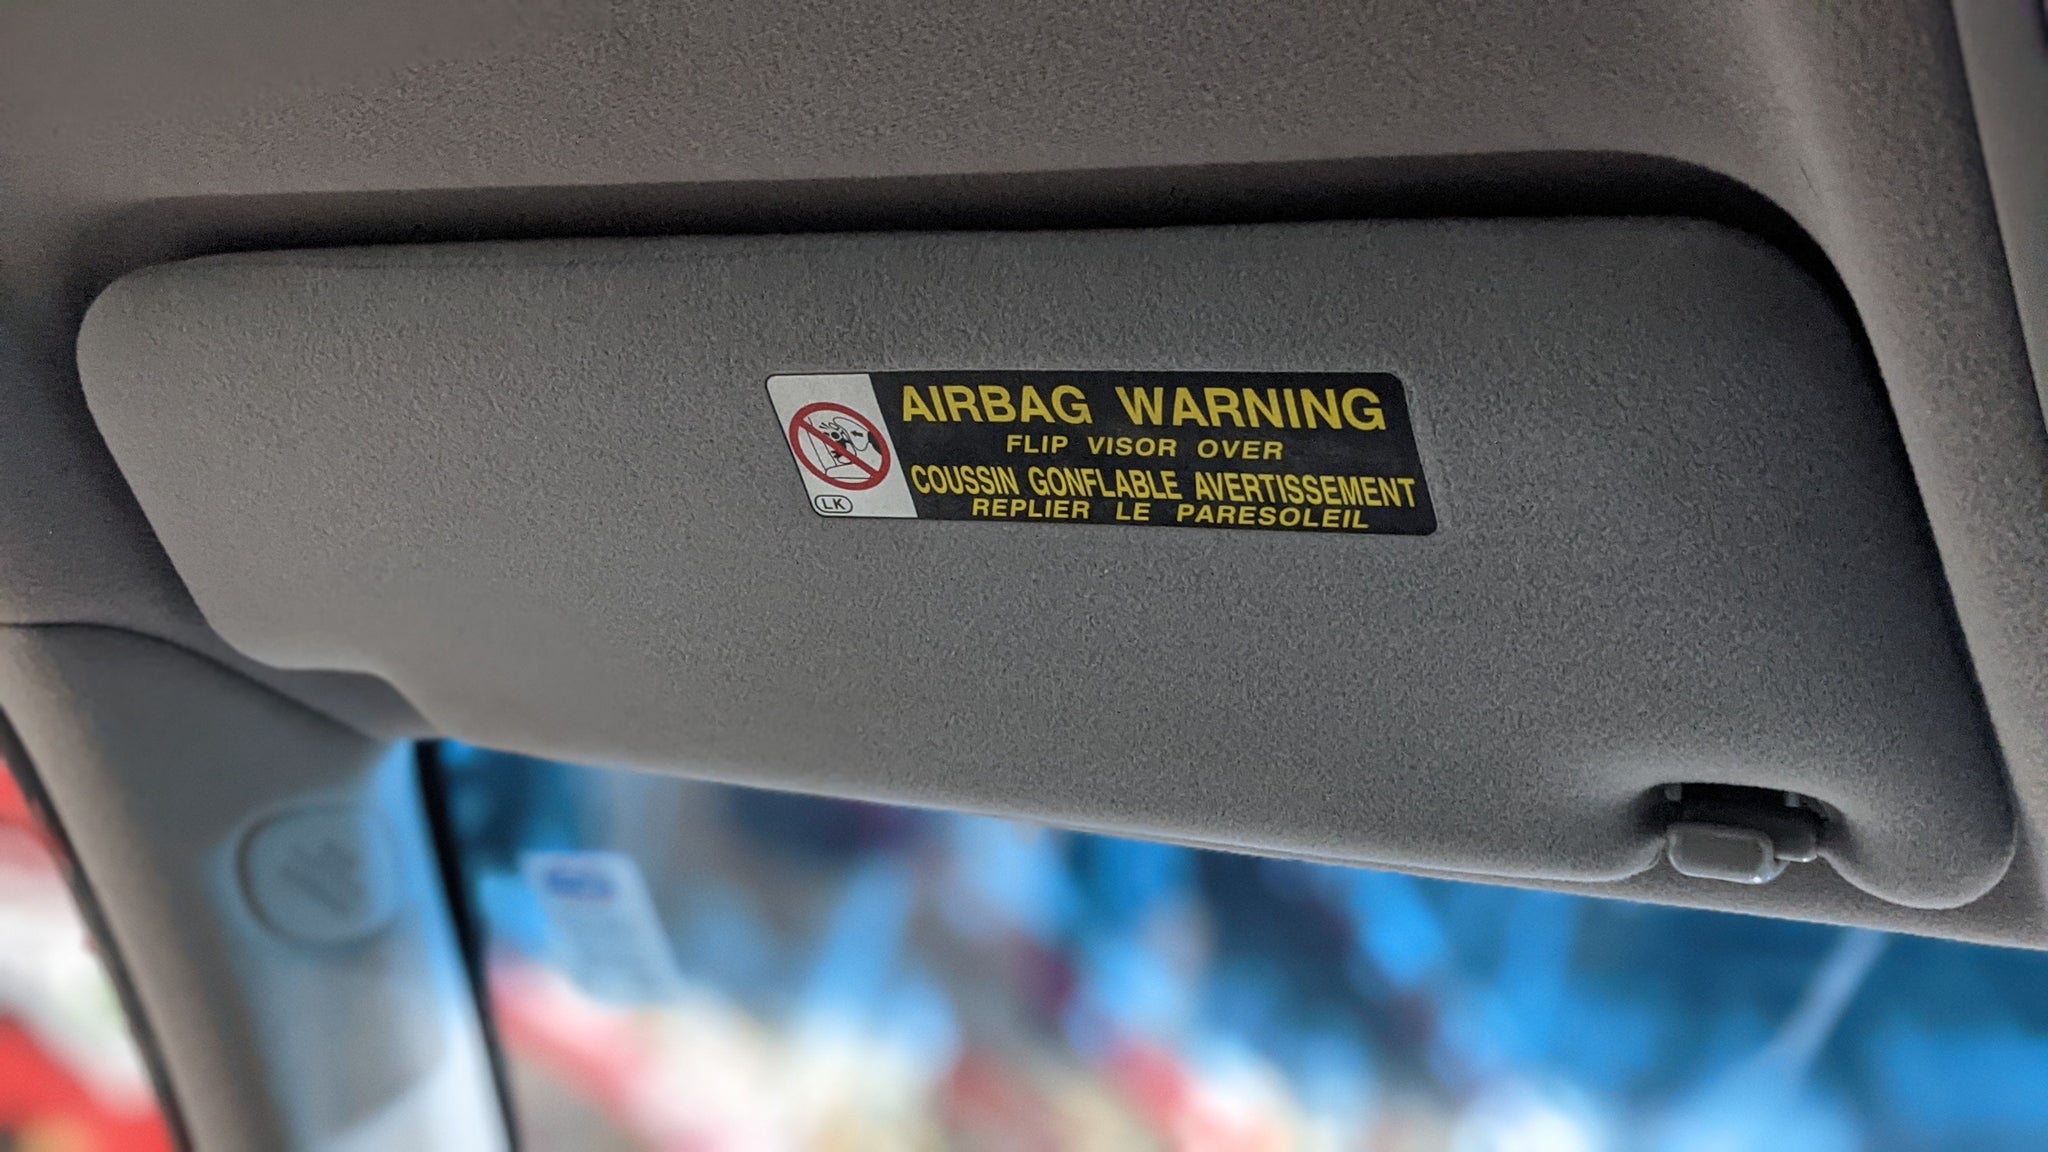 AIRBAG WARNING
FLIP VISOR OVER
COUSSIN GONFLABLE AVERTISSEMENT
REPLIER LE PARESOLEIL
LK